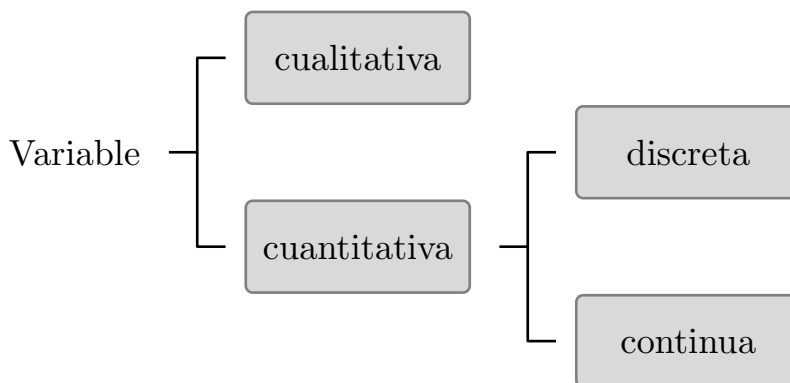 cualitativa
Variable
discreta
cuantitativa
continua